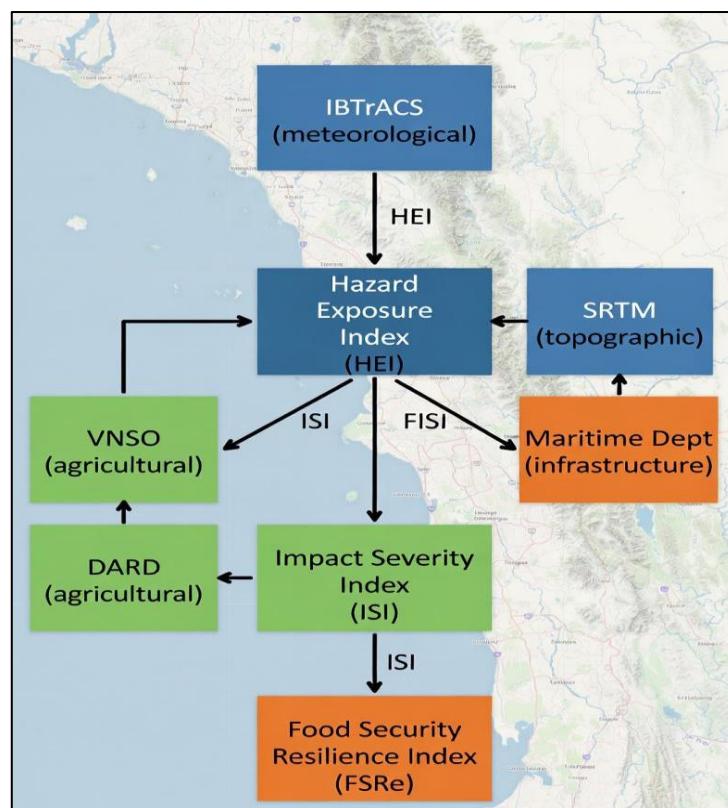 IBTrACS
(meteorological)
HEI
Hazard
Exposure
Index
(HEI)
SRTM
(topographic)
ISI
FISI
VNSO
(agricultural)
Maritime Dept
(infrastructure)
DARD
(agricultural)
Impact Severity
Index
(ISI)
ISI
Food Security
Resilience Index
(FSRe)